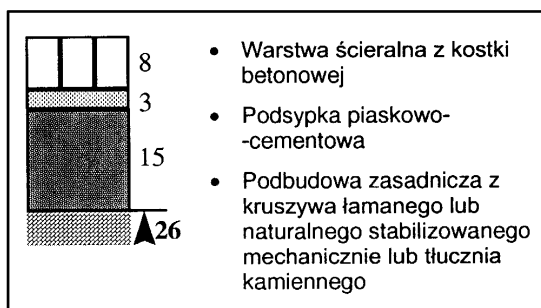 8
3
15
26
• Warstwa ścieralna z kostki
betonowej
• Podsypka piaskowo-
-cementowa
• Podbudowa zasadnicza z
kruszywa łamanego lub
naturalnego stabilizowanego
mechanicznie lub tłucznia
kamiennego